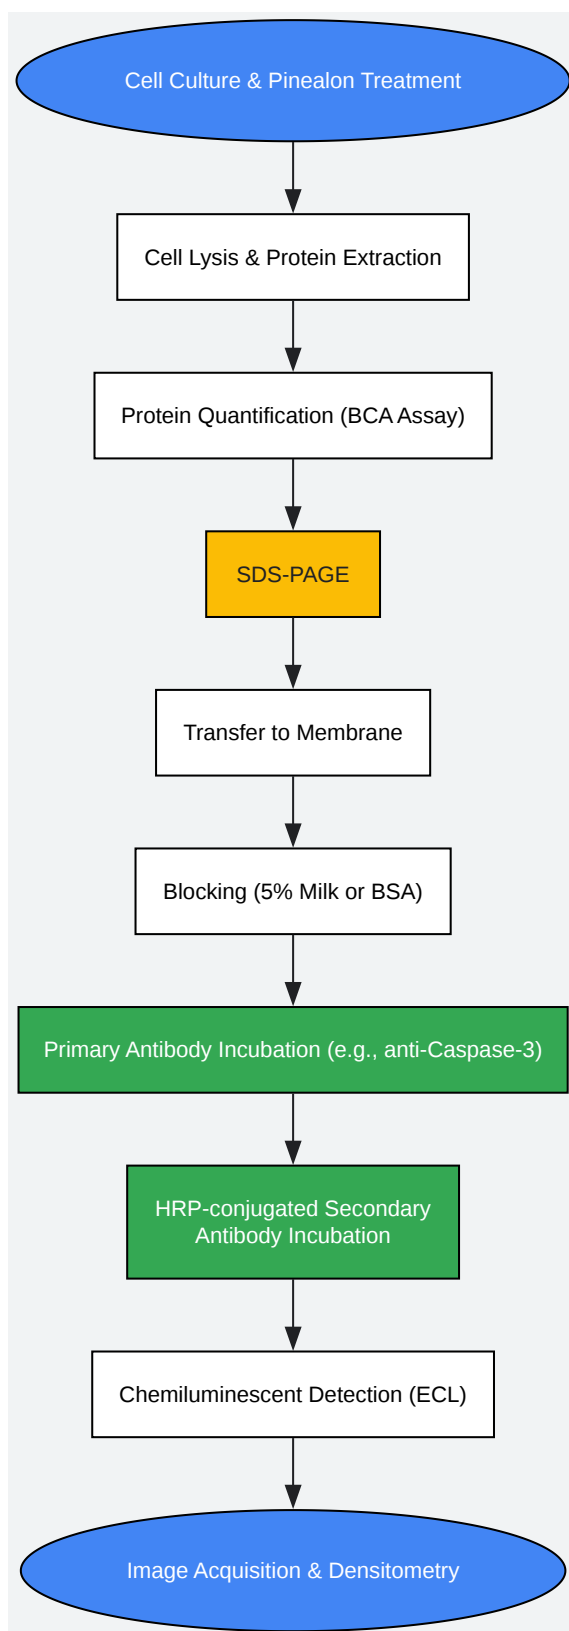 Cell Culture & Pinealon Treatment
Cell Lysis & Protein Extraction
Protein Quantification (BCA Assay)
SDS-PAGE
Transfer to Membrane
Blocking (5% Milk or BSA)
Primary Antibody Incubation (e.g., anti-Caspase-3)
HRP-conjugated Secondary
Antibody Incubation
Chemiluminescent Detection (ECL)
Image Acquisition & Densitometry